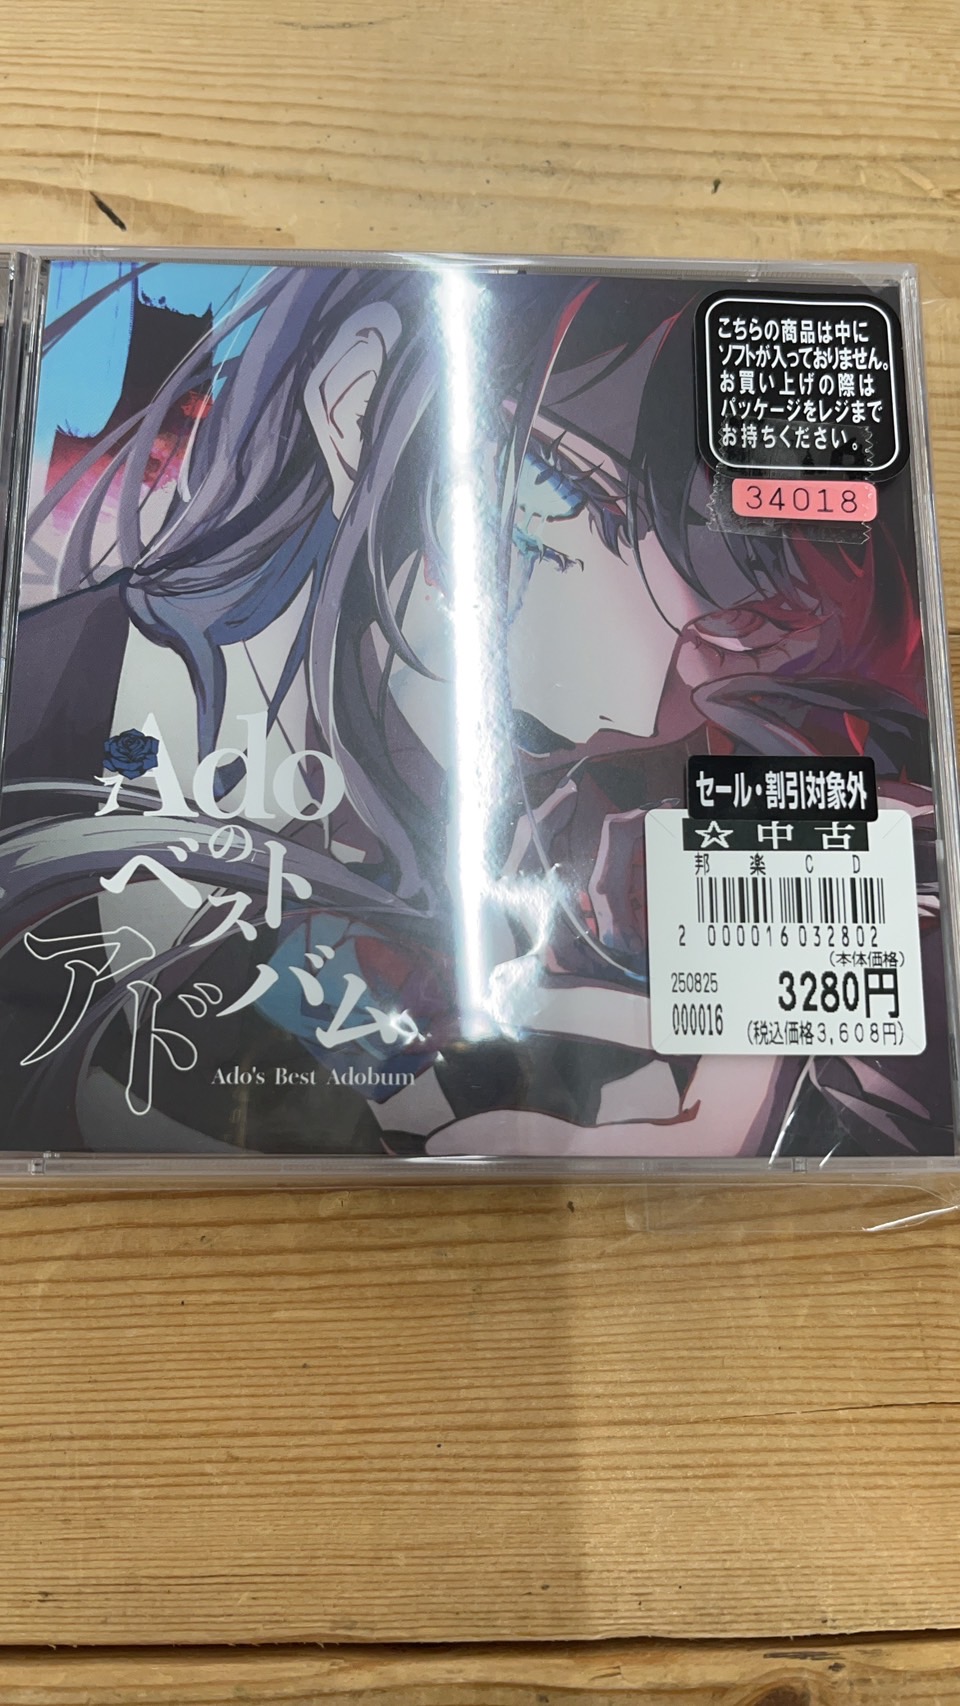 こちらの商品は中に
ソフトが入っておりません。
お買い上げの際は
パッケージをレジまで
お持ちください。
34018
Ado
の
ベスト
アドバム
Ado's Best Adobum
セール・割引対象外
☆中古
邦楽CD
2 000016 032802
(本体価格)
250825
3280円
000016
(税込価格3,608円)